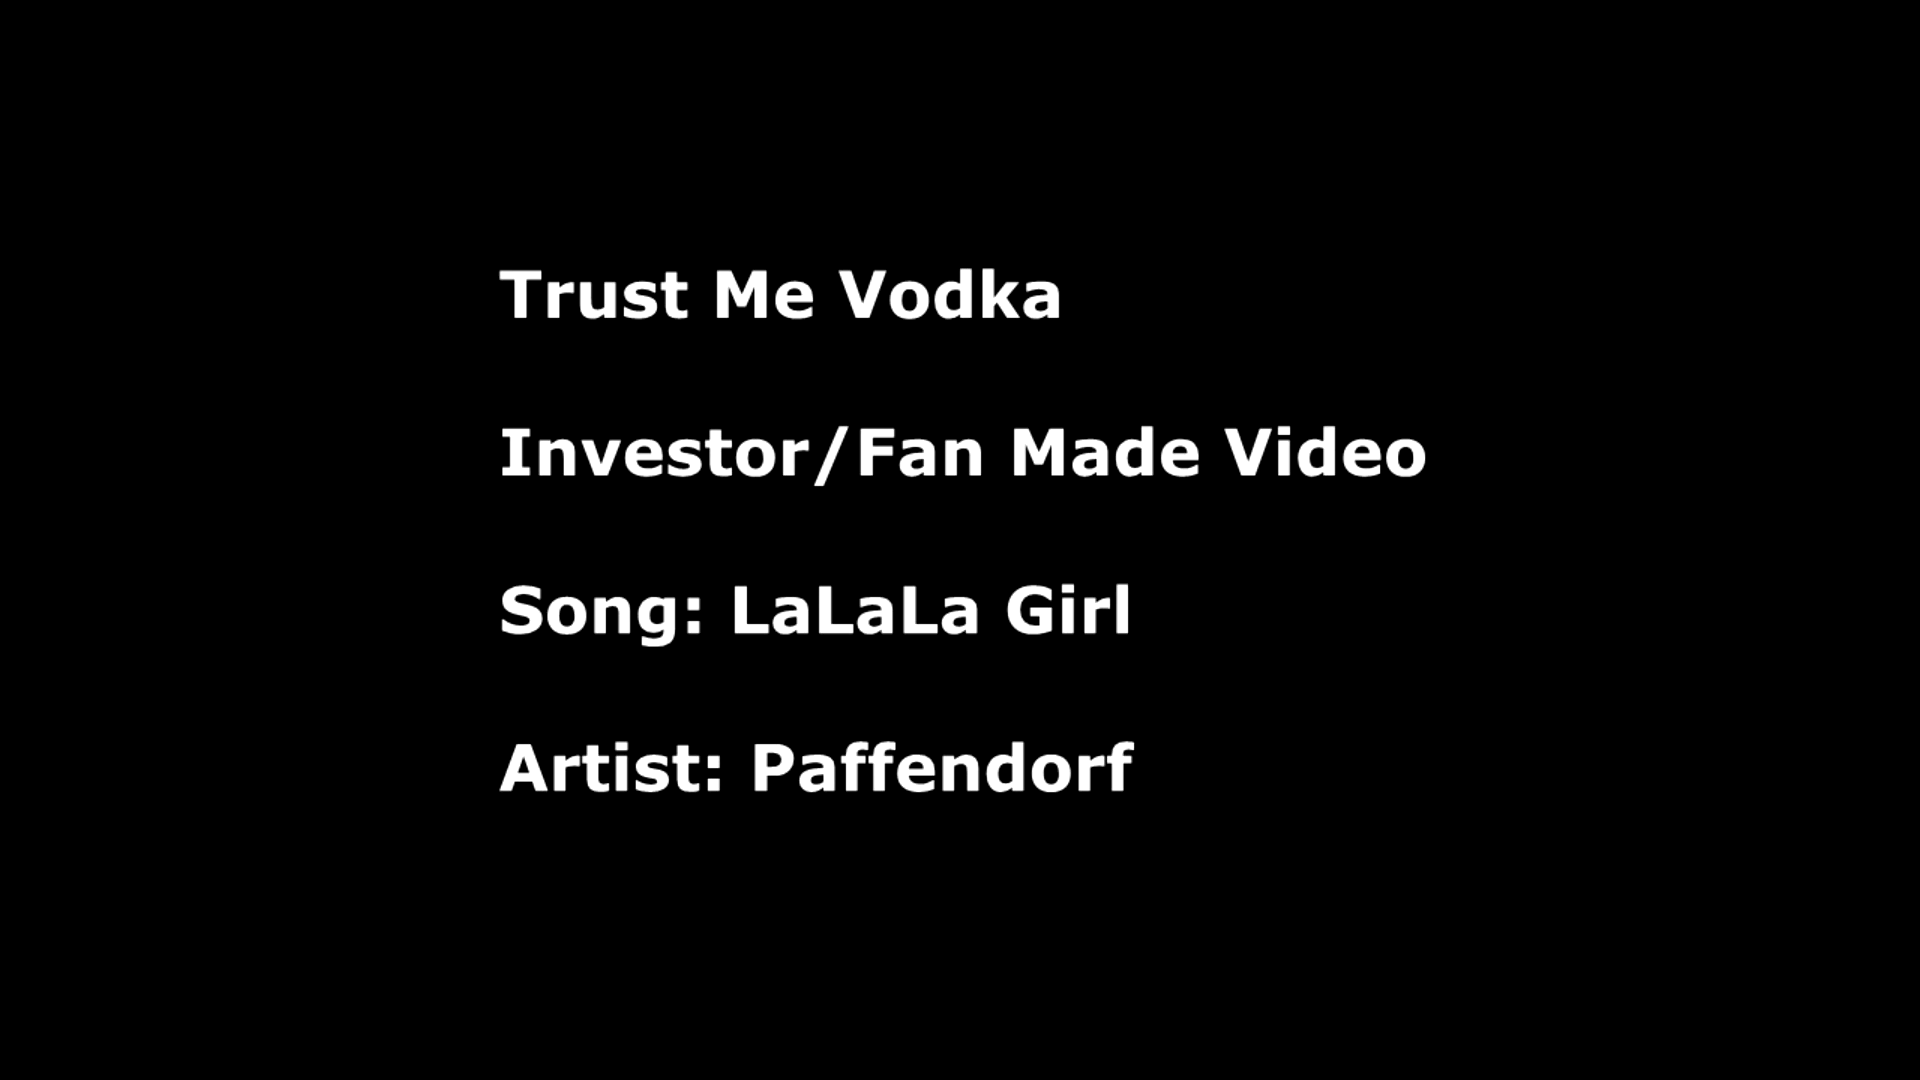 Trust Me Vodka
Investor/Fan Made Video
Song: LaLaLa Girl
Artist: Paffendorf